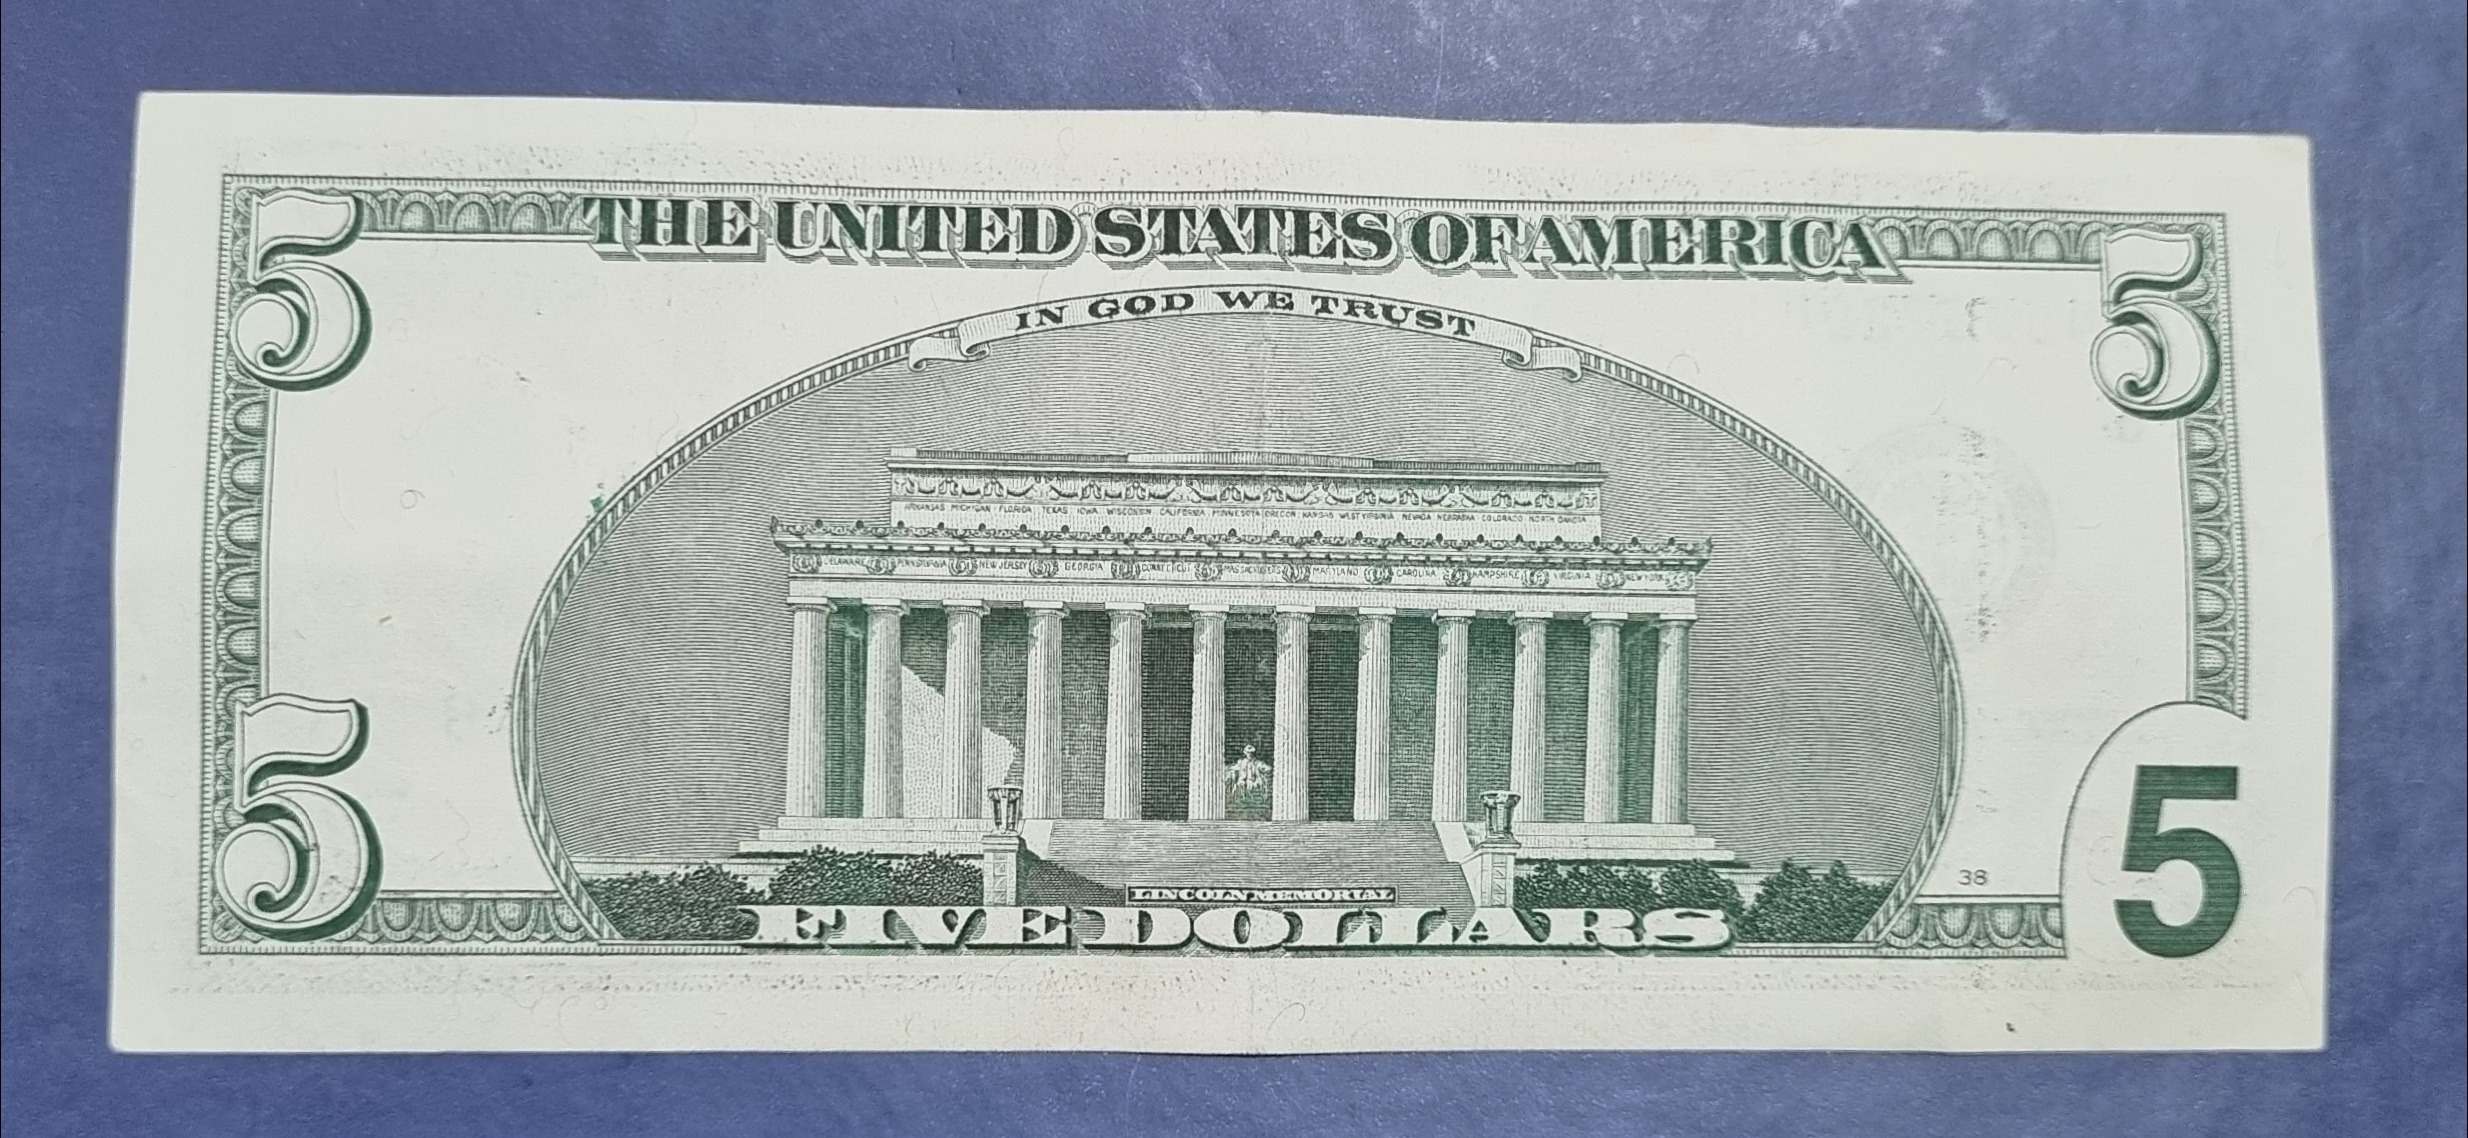 5 THE UNITED STATES OF AMERICA 5
IN GOD WE TRUST
ARKANSAS MICHIGAN FLORIDA TEXAS IOWA WISCONSIN CALIFORNIA MINNESOTA OREGON KANSAS WEST VIRGINIA NEVADA NEBRASKA COLORADO NORTH DAKOTA
DELAWARE PENNSYLVANIA NEW JERSEY GEORGIA CONNECTICUT MASSACHUSETTS MARYLAND CAROLINA HAMPSHIRE VIRGINIA NEW YORK
38
LINCOLN MEMORIAL
5 FIVE DOLLARS 5